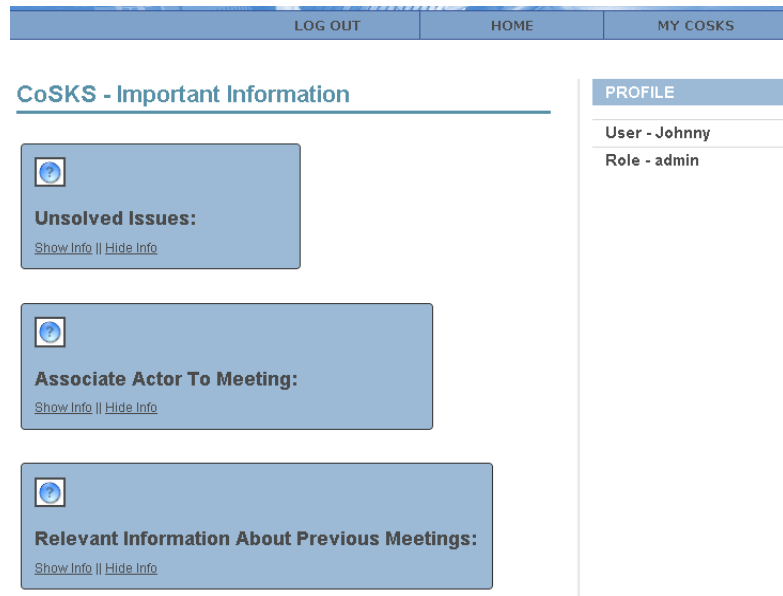 LOG OUT HOME MY COSKS
CoSKS - Important Information
Unsolved Issues:
Show Info || Hide Info
Associate Actor To Meeting:
Show Info || Hide Info
Relevant Information About Previous Meetings:
Show Info || Hide Info
PROFILE
User - Johnny
Role - admin